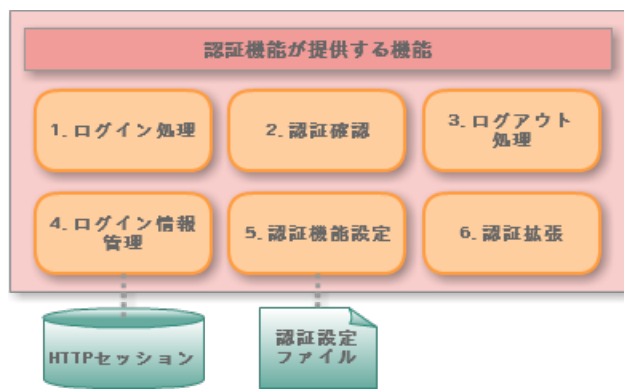 認証機能が提供する機能
1.ログイン処理
2.認証確認
3.ログアウト
処理
4.ログイン情報
管理
5.認証機能設定
6.認証拡張
HTTPセッション
認証設定
ファイル